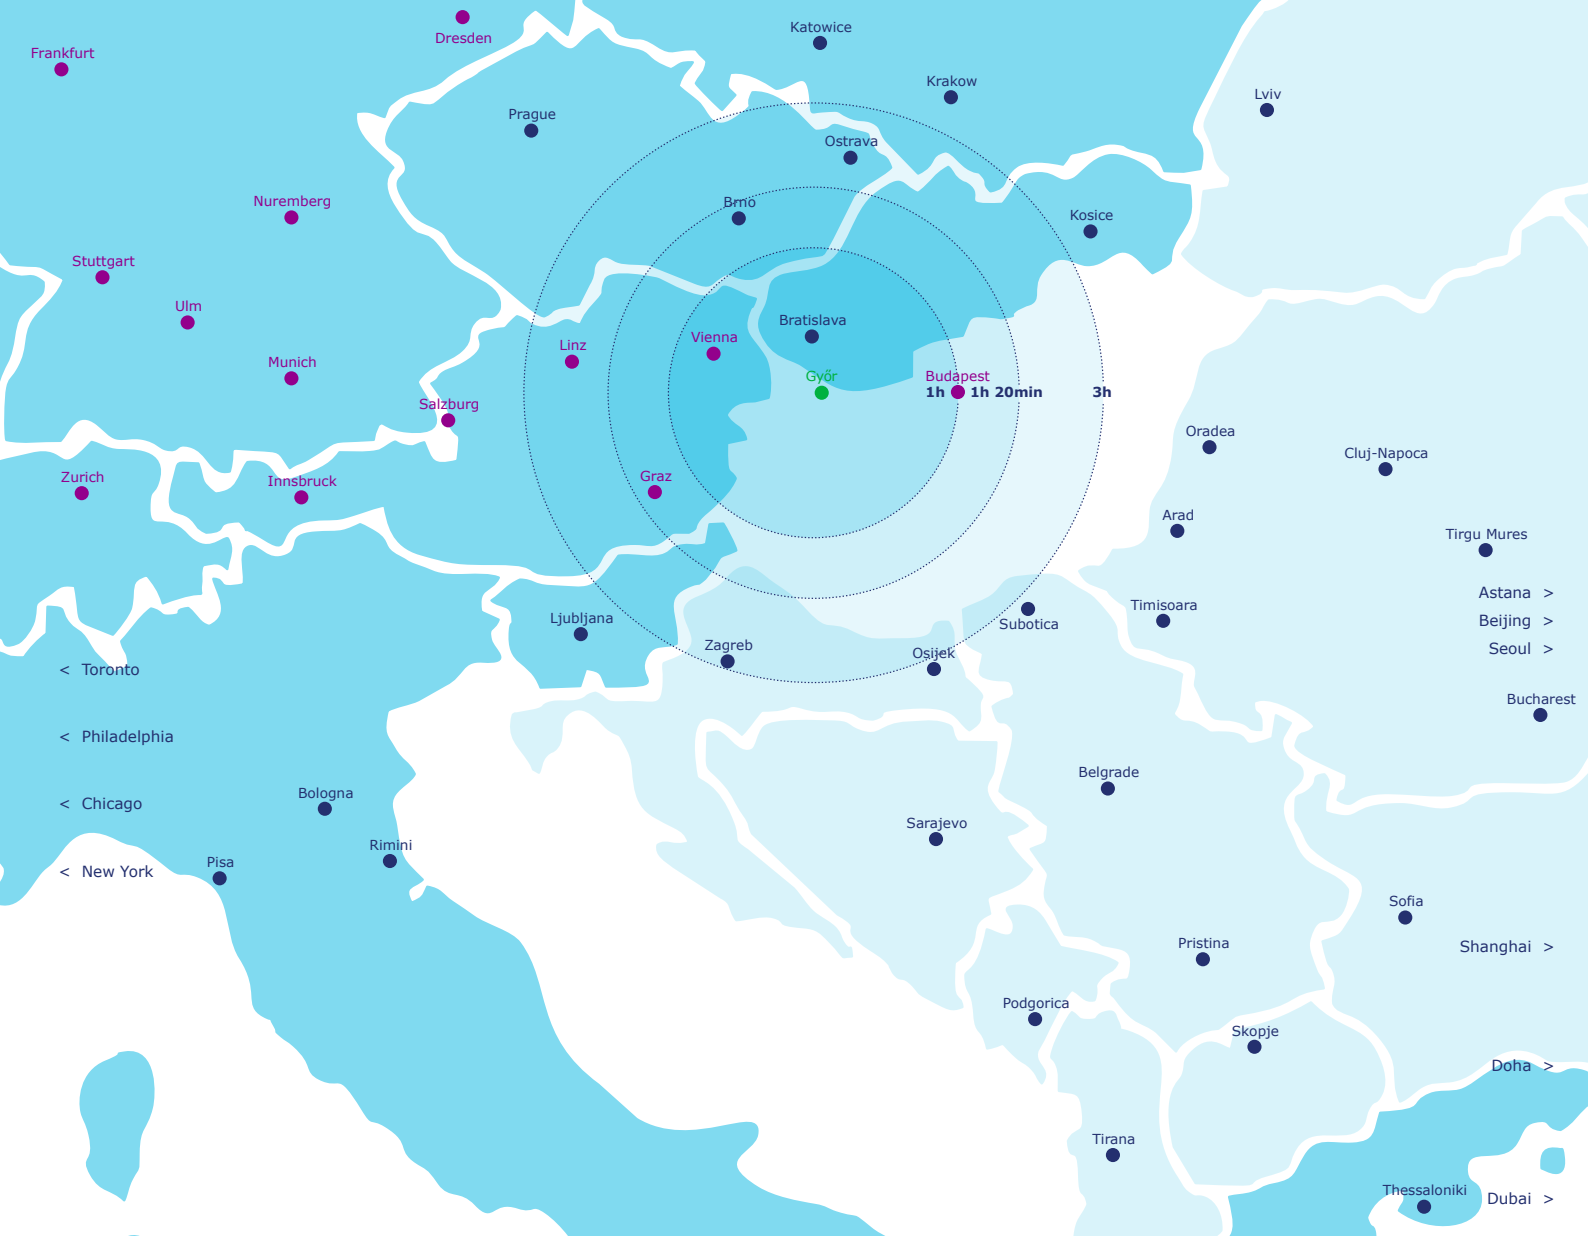 Katowice
Dresden
Frankfurt
Krakow
Lviv
Prague
Ostrava
Nuremberg
Brno
Kosice
Stuttgart
Ulm
Bratislava
Vienna
Linz
Munich
Győr
Budapest
1h 1h 20min 3h
Salzburg
Oradea
Cluj-Napoca
Zurich
Innsbruck
Graz
Arad
Tirgu Mures
Astana >
Timisoara
Ljubljana
Subotica
Beijing >
Zagreb
Osijek
Seoul >
< Toronto
Bucharest
< Philadelphia
Belgrade
Bologna
< Chicago
Sarajevo
Rimini
Pisa
< New York
Sofia
Pristina
Shanghai >
Podgorica
Skopje
Doha >
Tirana
Thessaloniki
Dubai >